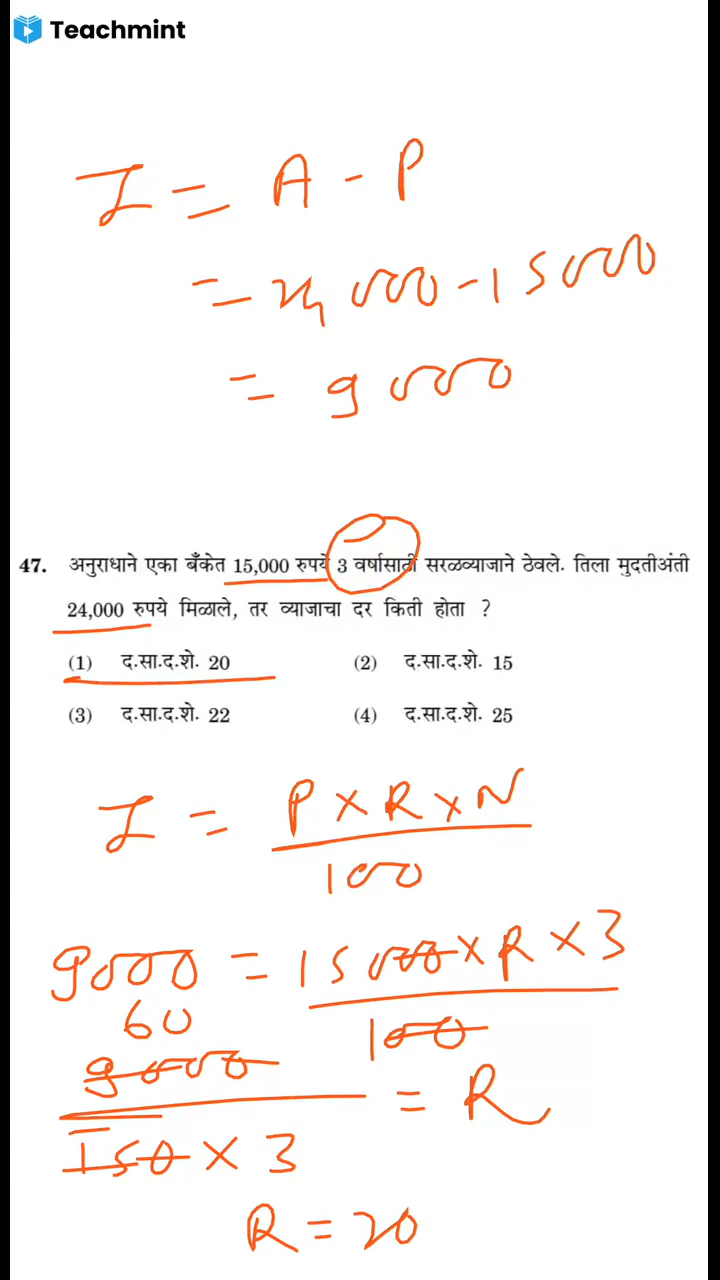 Teachmint
I = A - P
= 24000 - 15000
= 9000
47. अनुराधाने एका बँकेत 15,000 रुपये 3 वर्षासाठी सरळव्याजाने ठेवले. तिला मुदतीअंती
24,000 रुपये मिळाले, तर व्याजाचा दर किती होता ?
(1) द.सा.द.शे. 20 (2) द.सा.द.शे. 15
(3) द.सा.द.शे. 22 (4) द.सा.द.शे. 25
I = P × R × N
100
9000 = 15000 × R × 3
100
60
9000
= R
150 × 3
R = 20